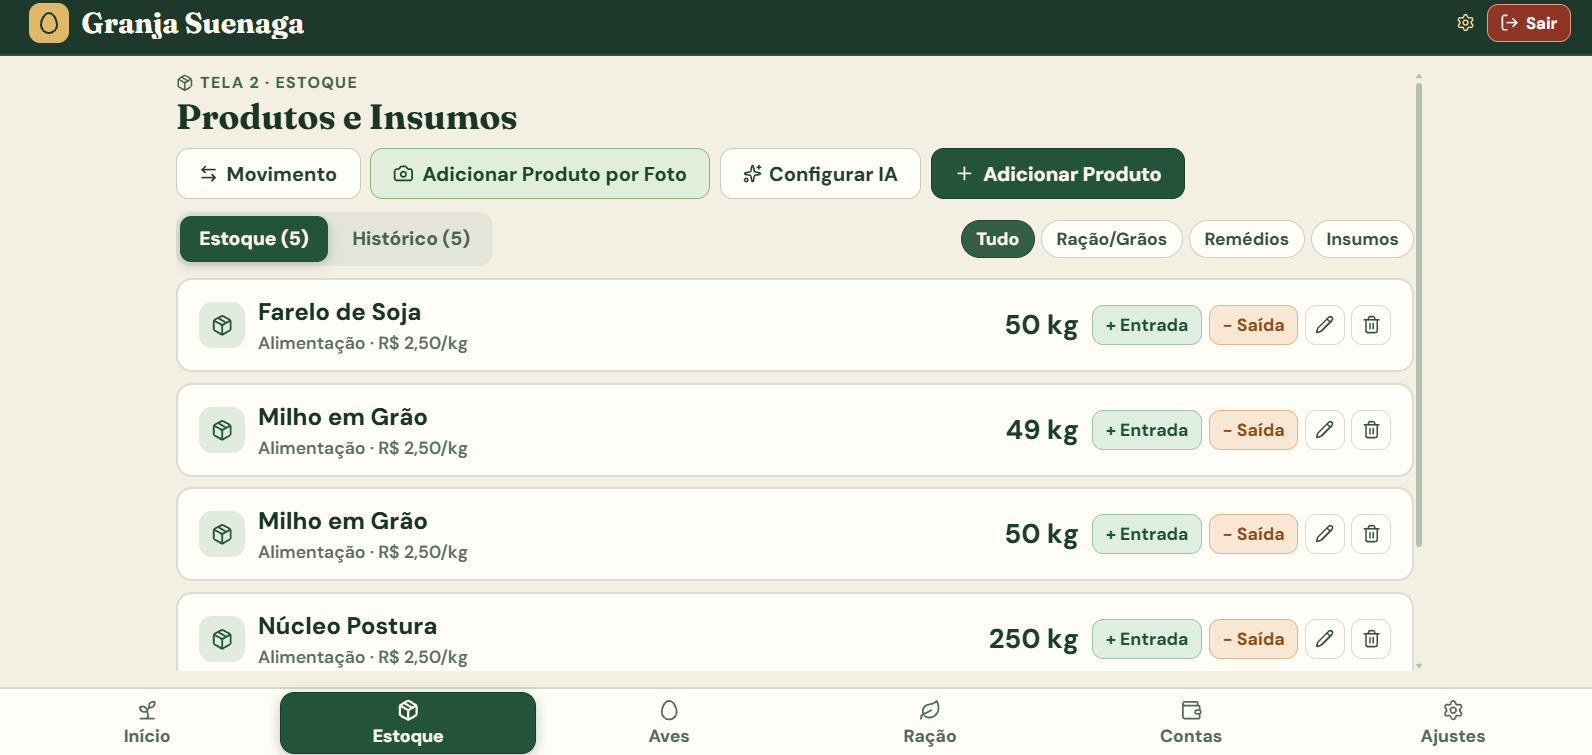 Granja Suenaga
Sair
TELA 2 · ESTOQUE
Produtos e Insumos
Movimento
Adicionar Produto por Foto
Configurar IA
+ Adicionar Produto
Estoque (5)
Histórico (5)
Tudo
Ração/Grãos
Remédios
Insumos
Farelo de Soja
Alimentação · R$ 2,50/kg
50 kg
+ Entrada
− Saída
Milho em Grão
Alimentação · R$ 2,50/kg
49 kg
+ Entrada
− Saída
Milho em Grão
Alimentação · R$ 2,50/kg
50 kg
+ Entrada
− Saída
Núcleo Postura
Alimentação · R$ 2,50/kg
250 kg
+ Entrada
− Saída
Início
Estoque
Aves
Ração
Contas
Ajustes